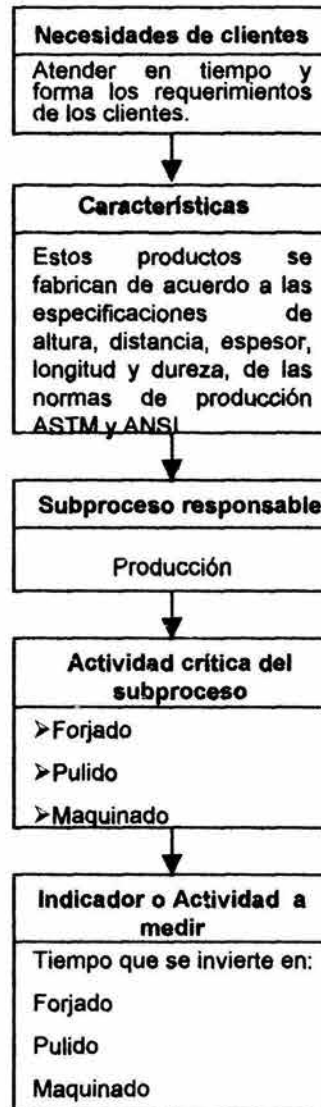 Necesidades de clientes
Atender en tiempo y
forma los requerimientos
de los clientes.
Características
Estos productos se
fabrican de acuerdo a las
especificaciones de
altura, distancia, espesor,
longitud y dureza, de las
normas de producción
ASTM y ANSI
Subproceso responsable
Producción
Actividad crítica del
subproceso
➢Forjado
➢Pulido
➢Maquinado
Indicador o Actividad a
medir
Tiempo que se invierte en:
Forjado
Pulido
Maquinado